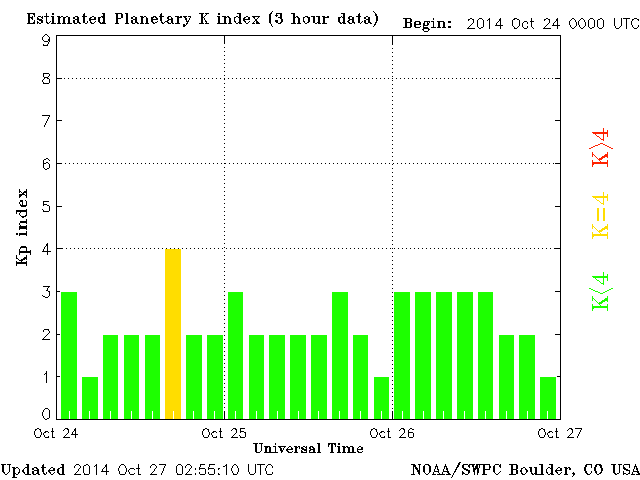 Estimated Planetary K index (3 hour data) Begin: 2014 Oct 24 0000 UTC
9
8
7
6
5
4
3
2
1
0
Kp index
Oct 24 Oct 25 Oct 26 Oct 27
Universal Time
K>4
K=4
K<4
Updated 2014 Oct 27 02:55:10 UTC NOAA/SWPC Boulder, CO USA